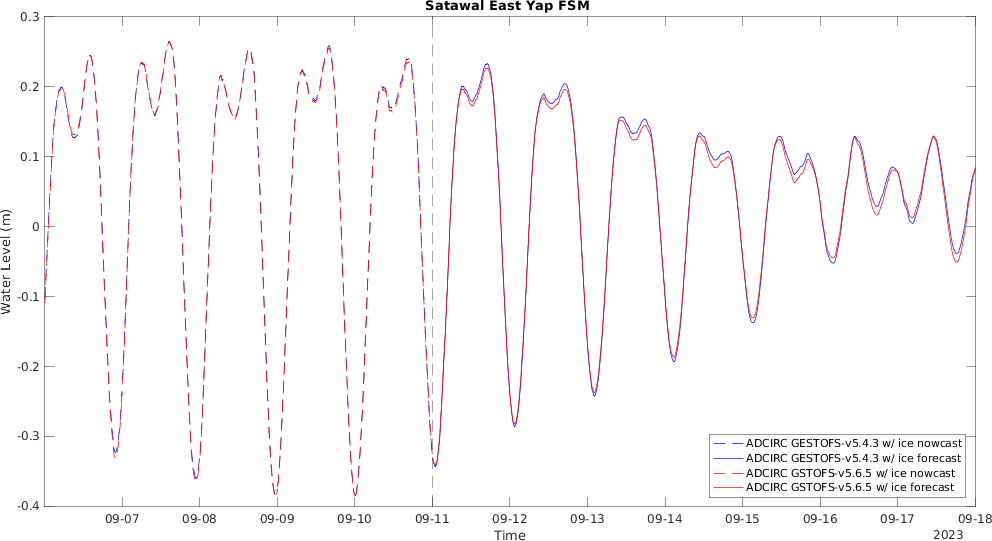 Satawal East Yap FSM
0.3
0.2
0.1
0
-0.1
-0.2
-0.3
-0.4
Water Level (m)
ADCIRC GESTOFS-v5.4.3 w/ ice nowcast
ADCIRC GESTOFS-v5.4.3 w/ ice forecast
ADCIRC GSTOFS-v5.6.5 w/ ice nowcast
ADCIRC GSTOFS-v5.6.5 w/ ice forecast
09-07 09-08 09-09 09-10 09-11 09-12 09-13 09-14 09-15 09-16 09-17 09-18
Time
2023